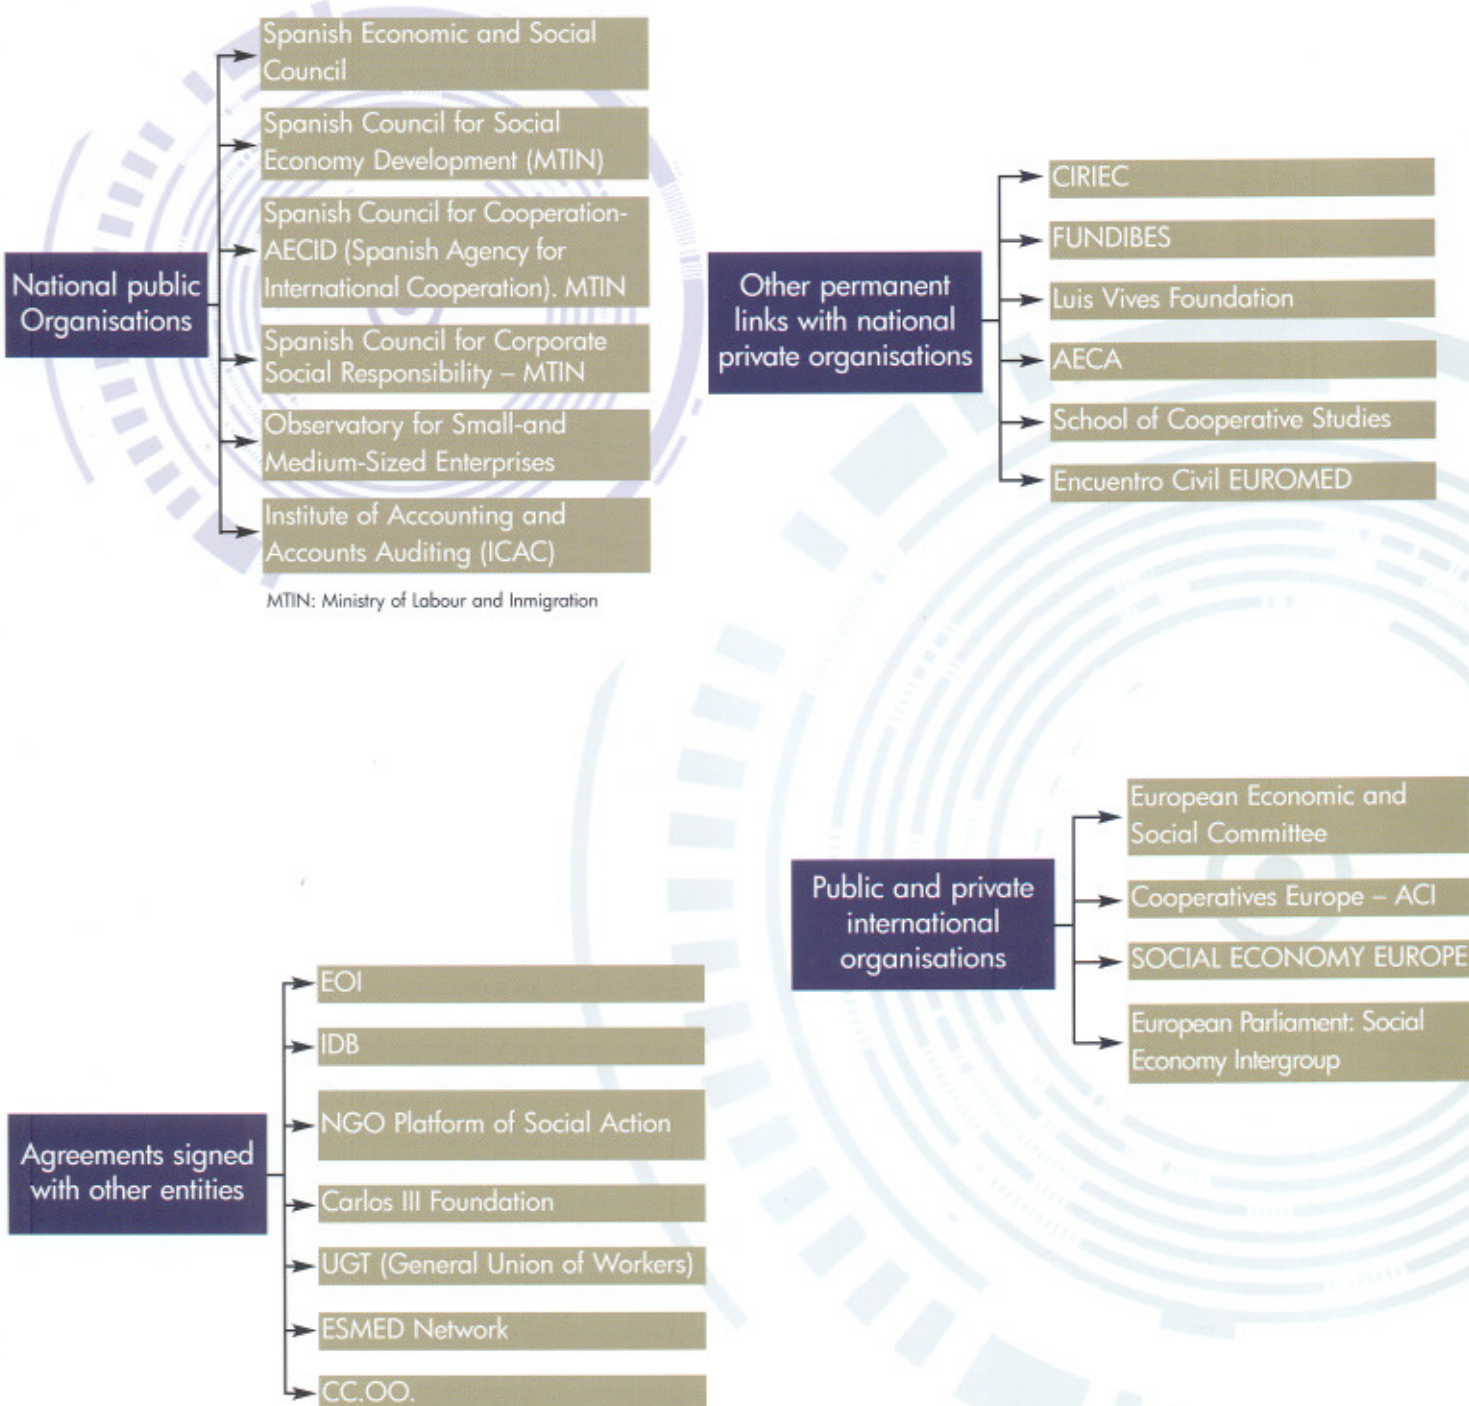 National public
Organisations
Spanish Economic and Social
Council
Spanish Council for Social
Economy Development (MTIN)
Spanish Council for Cooperation-
AECID (Spanish Agency for
International Cooperation). MTIN
Spanish Council for Corporate
Social Responsibility – MTIN
Observatory for Small-and
Medium-Sized Enterprises
Institute of Accounting and
Accounts Auditing (ICAC)
MTIN: Ministry of Labour and Inmigration
Other permanent
links with national
private organisations
CIRIEC
FUNDIBES
Luis Vives Foundation
AECA
School of Cooperative Studies
Encuentro Civil EUROMED
Public and private
international
organisations
European Economic and
Social Committee
Cooperatives Europe – ACI
SOCIAL ECONOMY EUROPE
European Parliament: Social
Economy Intergroup
Agreements signed
with other entities
EOI
IDB
NGO Platform of Social Action
Carlos III Foundation
UGT (General Union of Workers)
ESMED Network
CC.OO.